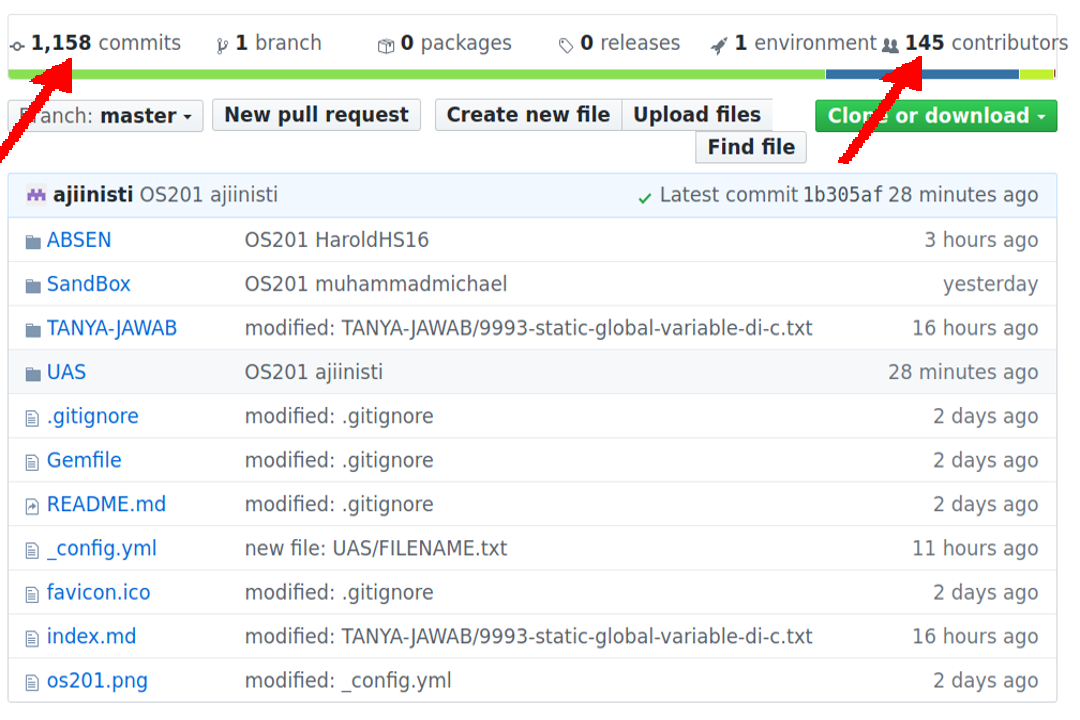 1,158 commits 1 branch 0 packages 0 releases 1 environment 145 contributors
Branch: master New pull request Create new file Upload files Clone or download
Find file
ajiinisti OS201 ajiinisti Latest commit 1b305af 28 minutes ago
ABSEN OS201 HaroldHS16 3 hours ago
SandBox OS201 muhammadmichael yesterday
TANYA-JAWAB modified: TANYA-JAWAB/9993-static-global-variable-di-c.txt 16 hours ago
UAS OS201 ajiinisti 28 minutes ago
.gitignore modified: .gitignore 2 days ago
Gemfile modified: .gitignore 2 days ago
README.md modified: .gitignore 2 days ago
_config.yml new file: UAS/FILENAME.txt 11 hours ago
favicon.ico modified: .gitignore 2 days ago
index.md modified: TANYA-JAWAB/9993-static-global-variable-di-c.txt 16 hours ago
os201.png modified: _config.yml 2 days ago